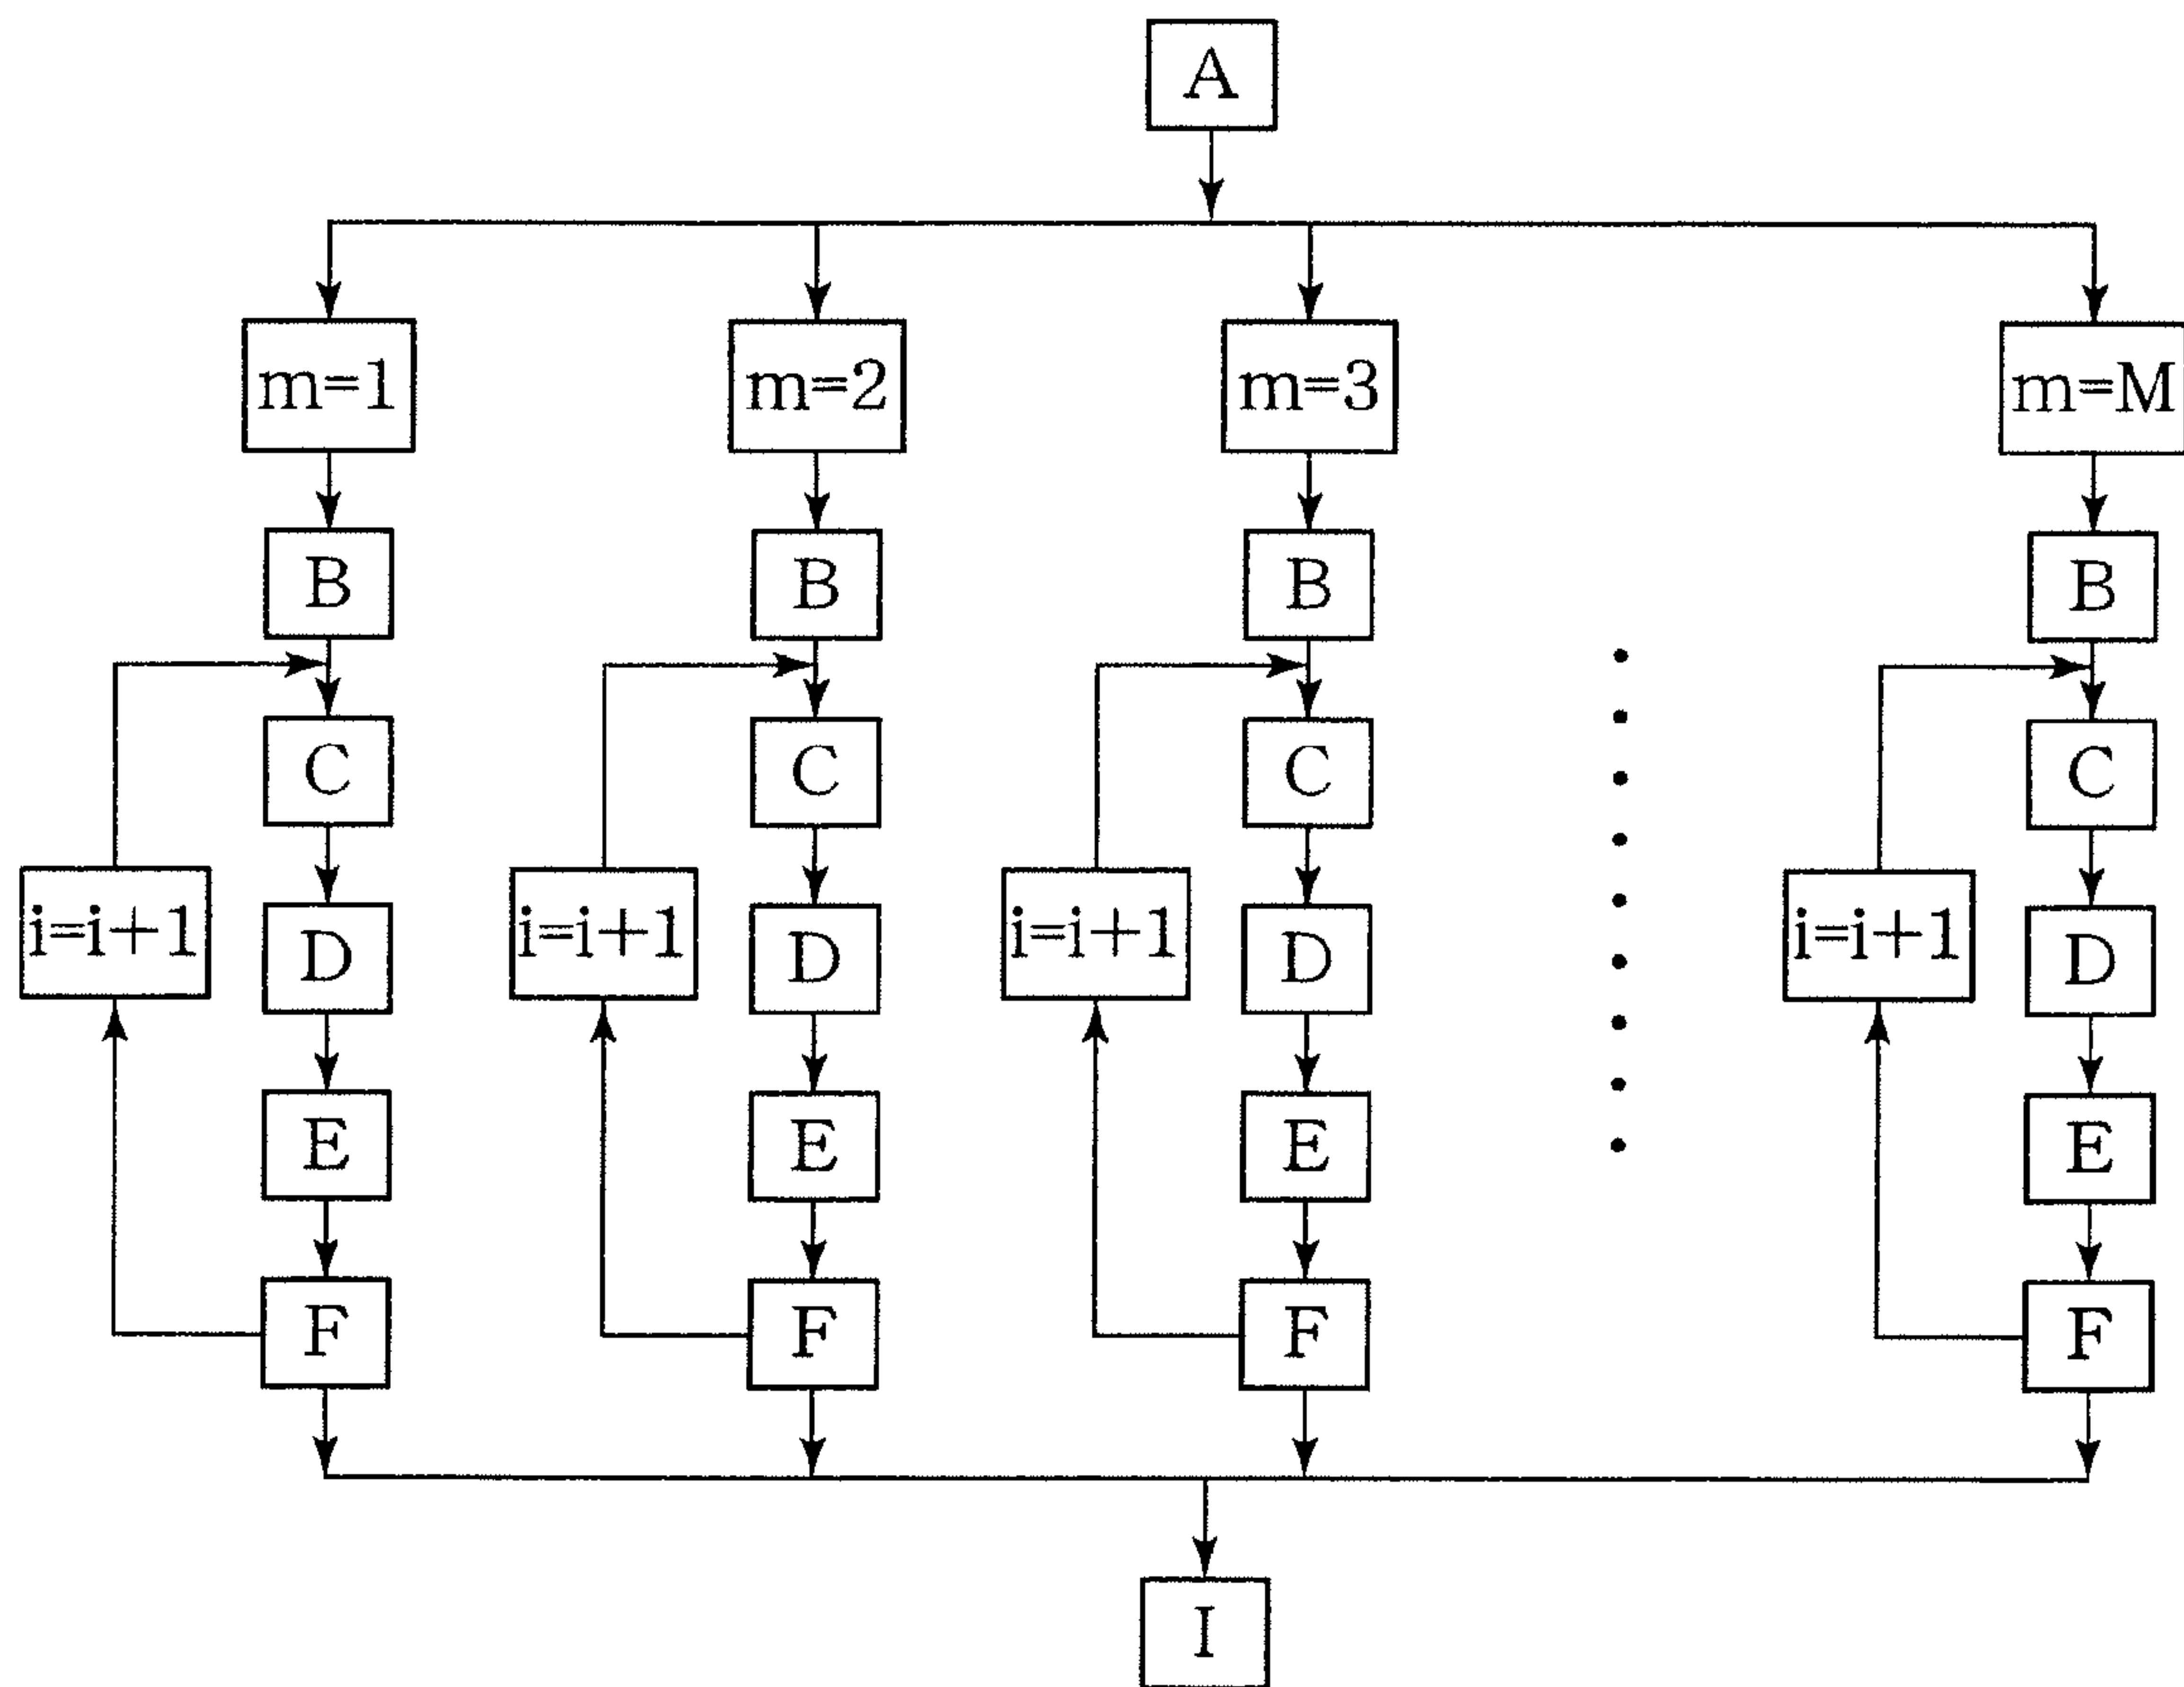 A
m=1 m=2 m=3 m=M
B B B B
C C C C
i=i+1 D i=i+1 D i=i+1 D i=i+1 D
E E E E
F F F F
I